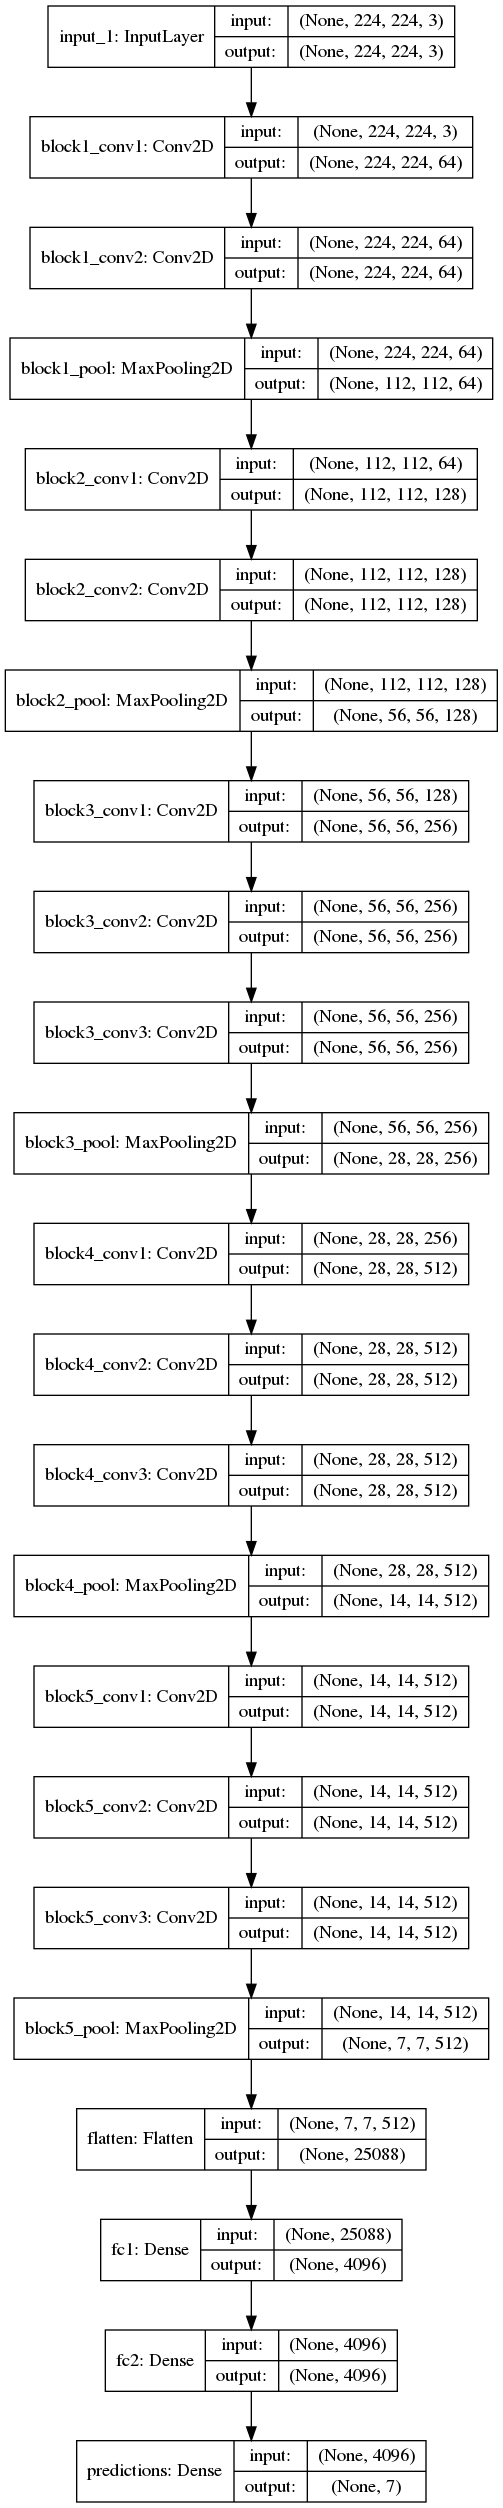 input_1: InputLayer
input: (None, 224, 224, 3)
output: (None, 224, 224, 3)
block1_conv1: Conv2D
input: (None, 224, 224, 3)
output: (None, 224, 224, 64)
block1_conv2: Conv2D
input: (None, 224, 224, 64)
output: (None, 224, 224, 64)
block1_pool: MaxPooling2D
input: (None, 224, 224, 64)
output: (None, 112, 112, 64)
block2_conv1: Conv2D
input: (None, 112, 112, 64)
output: (None, 112, 112, 128)
block2_conv2: Conv2D
input: (None, 112, 112, 128)
output: (None, 112, 112, 128)
block2_pool: MaxPooling2D
input: (None, 112, 112, 128)
output: (None, 56, 56, 128)
block3_conv1: Conv2D
input: (None, 56, 56, 128)
output: (None, 56, 56, 256)
block3_conv2: Conv2D
input: (None, 56, 56, 256)
output: (None, 56, 56, 256)
block3_conv3: Conv2D
input: (None, 56, 56, 256)
output: (None, 56, 56, 256)
block3_pool: MaxPooling2D
input: (None, 56, 56, 256)
output: (None, 28, 28, 256)
block4_conv1: Conv2D
input: (None, 28, 28, 256)
output: (None, 28, 28, 512)
block4_conv2: Conv2D
input: (None, 28, 28, 512)
output: (None, 28, 28, 512)
block4_conv3: Conv2D
input: (None, 28, 28, 512)
output: (None, 28, 28, 512)
block4_pool: MaxPooling2D
input: (None, 28, 28, 512)
output: (None, 14, 14, 512)
block5_conv1: Conv2D
input: (None, 14, 14, 512)
output: (None, 14, 14, 512)
block5_conv2: Conv2D
input: (None, 14, 14, 512)
output: (None, 14, 14, 512)
block5_conv3: Conv2D
input: (None, 14, 14, 512)
output: (None, 14, 14, 512)
block5_pool: MaxPooling2D
input: (None, 14, 14, 512)
output: (None, 7, 7, 512)
flatten: Flatten
input: (None, 7, 7, 512)
output: (None, 25088)
fc1: Dense
input: (None, 25088)
output: (None, 4096)
fc2: Dense
input: (None, 4096)
output: (None, 4096)
predictions: Dense
input: (None, 4096)
output: (None, 7)